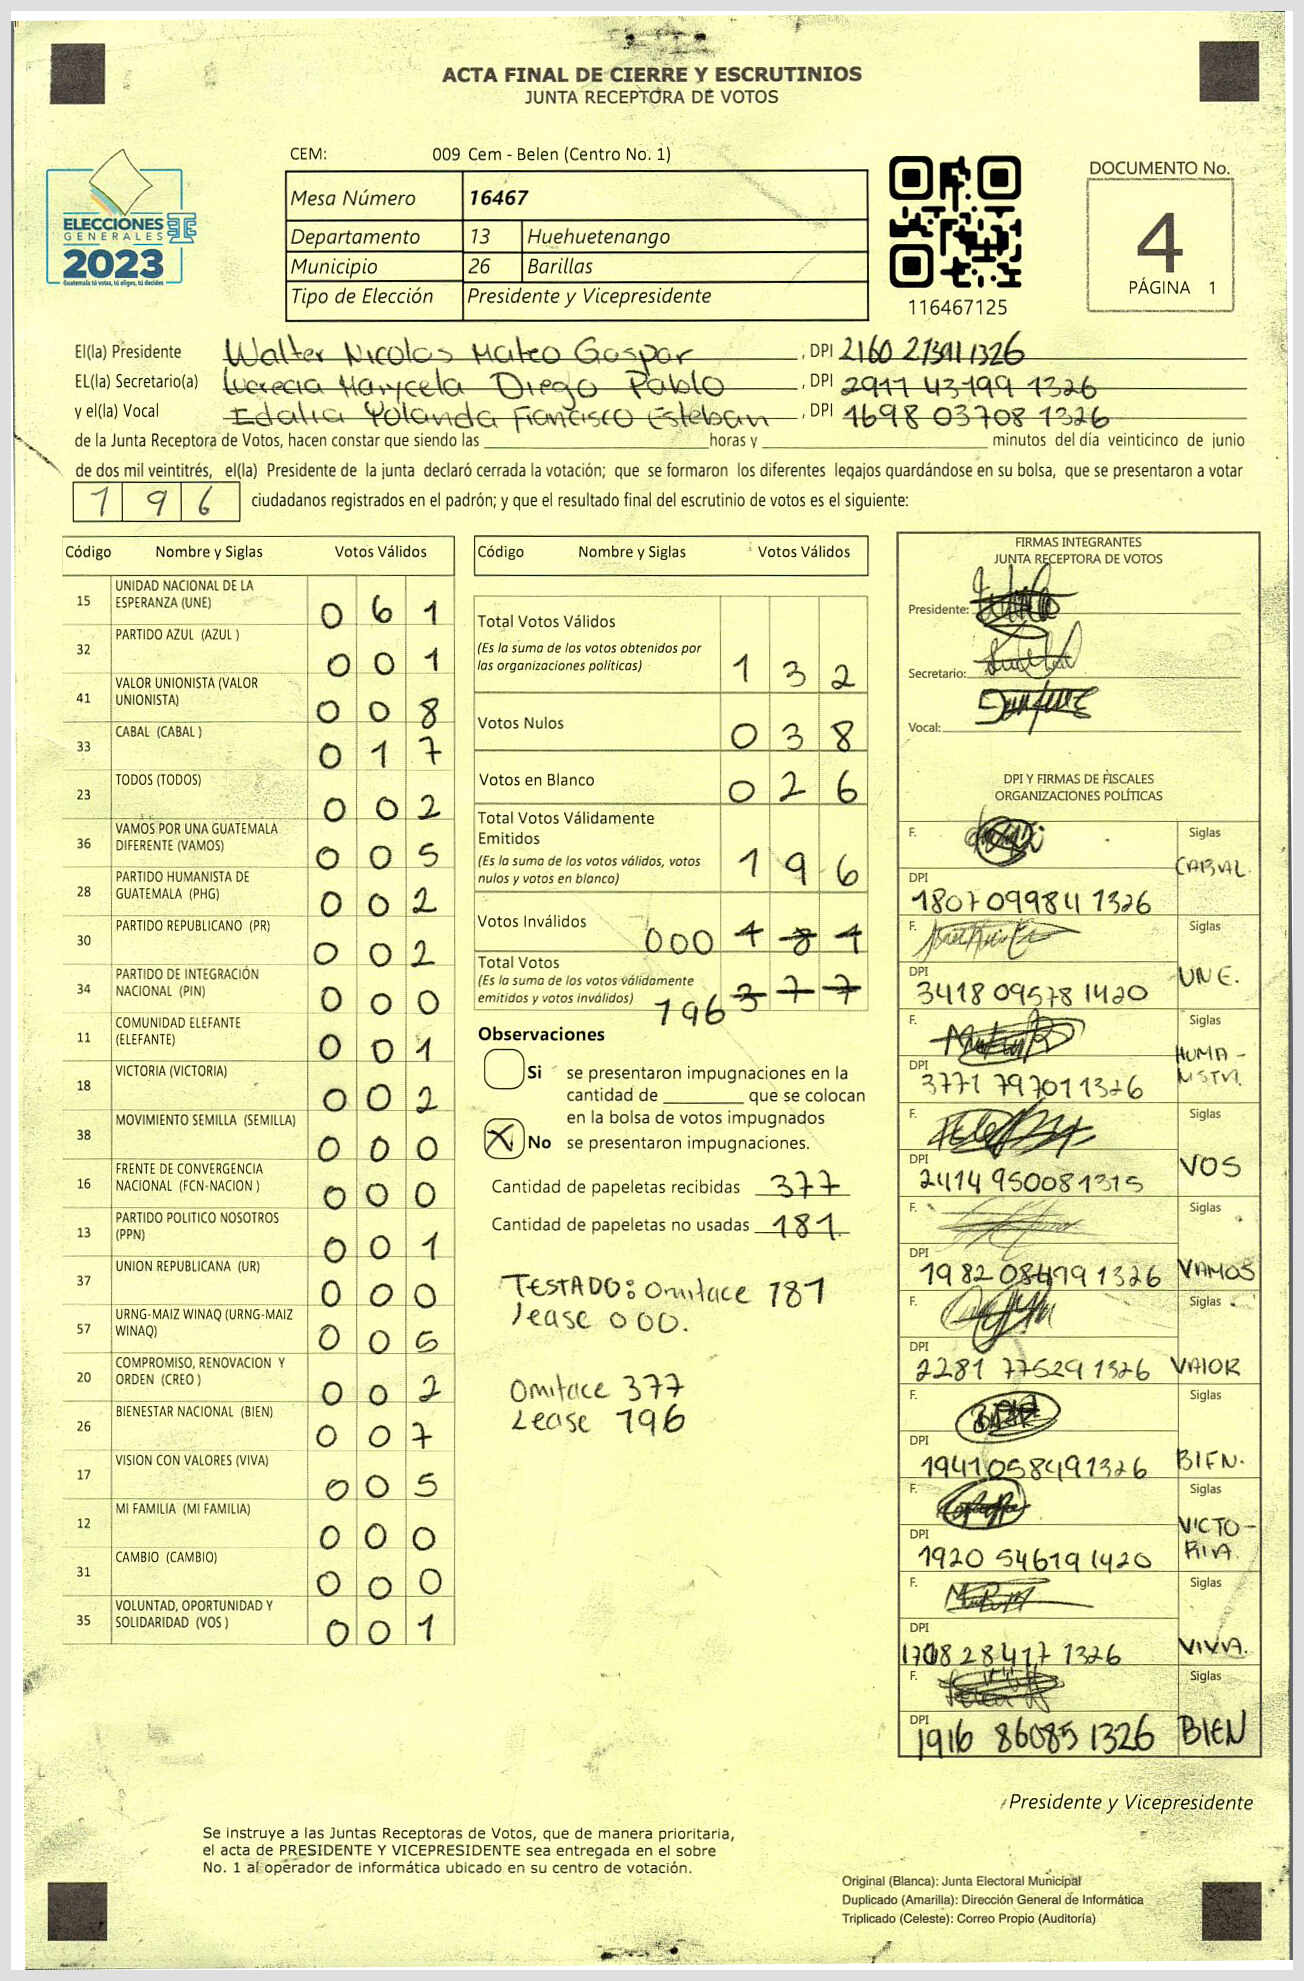 ACTA FINAL DE CIERRE Y ESCRUTINIOS
JUNTA RECEPTORA DE VOTOS
CEM: 009 Cem - Belen (Centro No. 1)
ELECCIONES
GENERALES
2023
Guatemala tú votas, tú eliges, tú decides
Mesa Número 16467
Departamento 13 Huehuetenango
Municipio 26 Barillas
Tipo de Elección Presidente y Vicepresidente
116467125
DOCUMENTO No.
4
PÁGINA 1
El(la) Presidente Walter Nicolas Mateo Gaspar, DPI 2160 27391 1326
EL(la) Secretario(a) Lucrecia Marycela Diego Pablo, DPI 2911 43199 1326
y el(la) Vocal Edalia Yolanda Francisco Esteban, DPI 1698 03708 1326
de la Junta Receptora de Votos, hacen constar que siendo las horas y minutos del día veinticinco de junio
de dos mil veintitrés, el(la) Presidente de la junta declaró cerrada la votación; que se formaron los diferentes legajos quardándose en su bolsa, que se presentaron a votar
196 ciudadanos registrados en el padrón; y que el resultado final del escrutinio de votos es el siguiente:
Código Nombre y Siglas Votos Válidos
15 UNIDAD NACIONAL DE LA ESPERANZA (UNE) 0 6 1
32 PARTIDO AZUL (AZUL ) 0 0 1
41 VALOR UNIONISTA (VALOR UNIONISTA) 0 0 8
33 CABAL (CABAL ) 0 1 7
23 TODOS (TODOS) 0 0 2
36 VAMOS POR UNA GUATEMALA DIFERENTE (VAMOS) 0 0 5
28 PARTIDO HUMANISTA DE GUATEMALA (PHG) 0 0 2
30 PARTIDO REPUBLICANO (PR) 0 0 2
34 PARTIDO DE INTEGRACIÓN NACIONAL (PIN) 0 0 0
11 COMUNIDAD ELEFANTE (ELEFANTE) 0 0 1
18 VICTORIA (VICTORIA) 0 0 2
38 MOVIMIENTO SEMILLA (SEMILLA) 0 0 0
16 FRENTE DE CONVERGENCIA NACIONAL (FCN-NACION ) 0 0 0
13 PARTIDO POLITICO NOSOTROS (PPN) 0 0 1
37 UNION REPUBLICANA (UR) 0 0 0
57 URNG-MAIZ WINAQ (URNG-MAIZ WINAQ) 0 0 5
20 COMPROMISO, RENOVACION Y ORDEN (CREO ) 0 0 2
26 BIENESTAR NACIONAL (BIEN) 0 0 7
17 VISION CON VALORES (VIVA) 0 0 5
12 MI FAMILIA (MI FAMILIA) 0 0 0
31 CAMBIO (CAMBIO) 0 0 0
35 VOLUNTAD, OPORTUNIDAD Y SOLIDARIDAD (VOS ) 0 0 1
Código Nombre y Siglas Votos Válidos
Total Votos Válidos
(Es la suma de los votos obtenidos por
las organizaciones políticas) 1 3 2
Votos Nulos 0 3 8
Votos en Blanco 0 2 6
Total Votos Válidamente
Emitidos
(Es la suma de los votos válidos, votos
nulos y votos en blanco) 1 9 6
Votos Inválidos 000 1 8 1
Total Votos
(Es la suma de los votos válidamente
emitidos y votos inválidos) 196 3 7 7
Observaciones
Si se presentaron impugnaciones en la
cantidad de que se colocan
en la bolsa de votos impugnados
X No se presentaron impugnaciones.
Cantidad de papeletas recibidas 377
Cantidad de papeletas no usadas 181
TESTADO: Omitace 181
lease 000.
Omitace 377
Lease 196
FIRMAS INTEGRANTES
JUNTA RECEPTORA DE VOTOS
Presidente:
Secretario:
Vocal:
DPI Y FIRMAS DE FISCALES
ORGANIZACIONES POLÍTICAS
F. Siglas
CABAL.
DPI
1807 09984 1326
F. Siglas
DPI UNE.
3418 09578 1420
F. Siglas
HUMA-
DPI
3771 79701 1326
F. Siglas
DPI VOS
2414 95008 1315
F. Siglas
DPI
1982 08499 1326 VAMOS
F. Siglas
DPI
2281 77529 1326 VALOR
F. Siglas
DPI
1941 05849 1326 BIEN.
F. Siglas
VICTO-
DPI RIA.
1920 54619 1420
F. Siglas
DPI
1708 28417 1326 VIVA.
F. Siglas
DPI
1916 86085 1326 BIEN
Presidente y Vicepresidente
Se instruye a las Juntas Receptoras de Votos, que de manera prioritaria,
el acta de PRESIDENTE Y VICEPRESIDENTE sea entregada en el sobre
No. 1 al operador de informática ubicado en su centro de votación.
Original (Blanca): Junta Electoral Municipal
Duplicado (Amarilla): Dirección General de Informática
Triplicado (Celeste): Correo Propio (Auditoría)